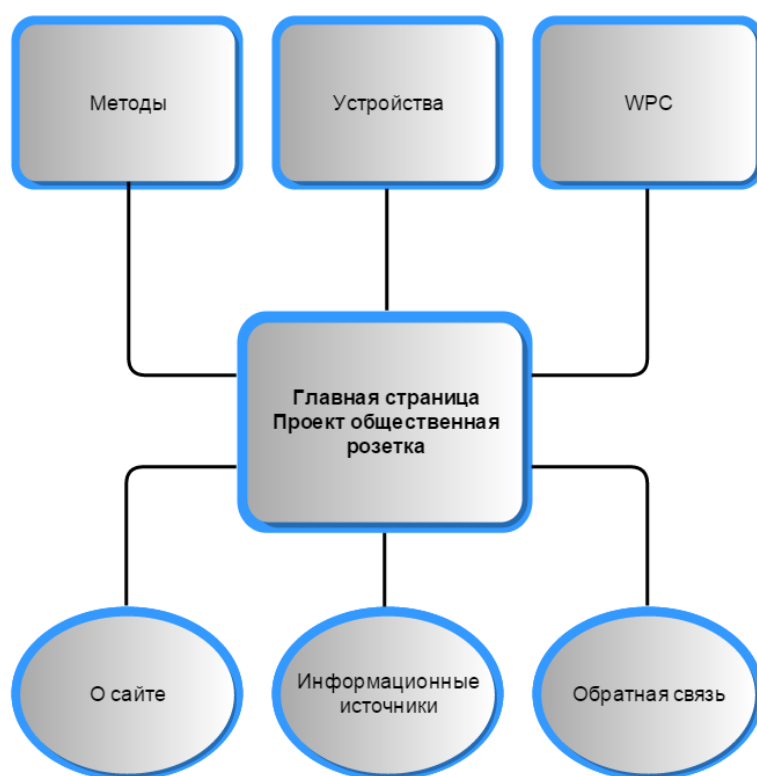 Методы
Устройства
WPC
Главная страница
Проект общественная
розетка
О сайте
Информационные
источники
Обратная связь